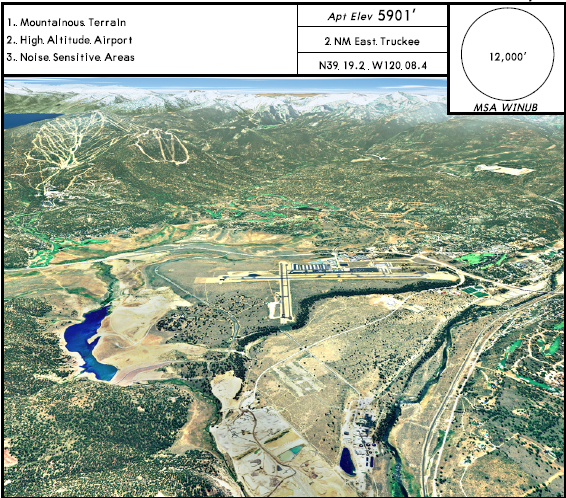 1.. Mountainous. Terrain
2.. High. Altitude. Airport
3.. Noise. Sensitive. Areas
Apt Elev 5901'
2. NM East. Truckee
N39. 19.2. .W120. 08.4
12,000'
MSA WINUB